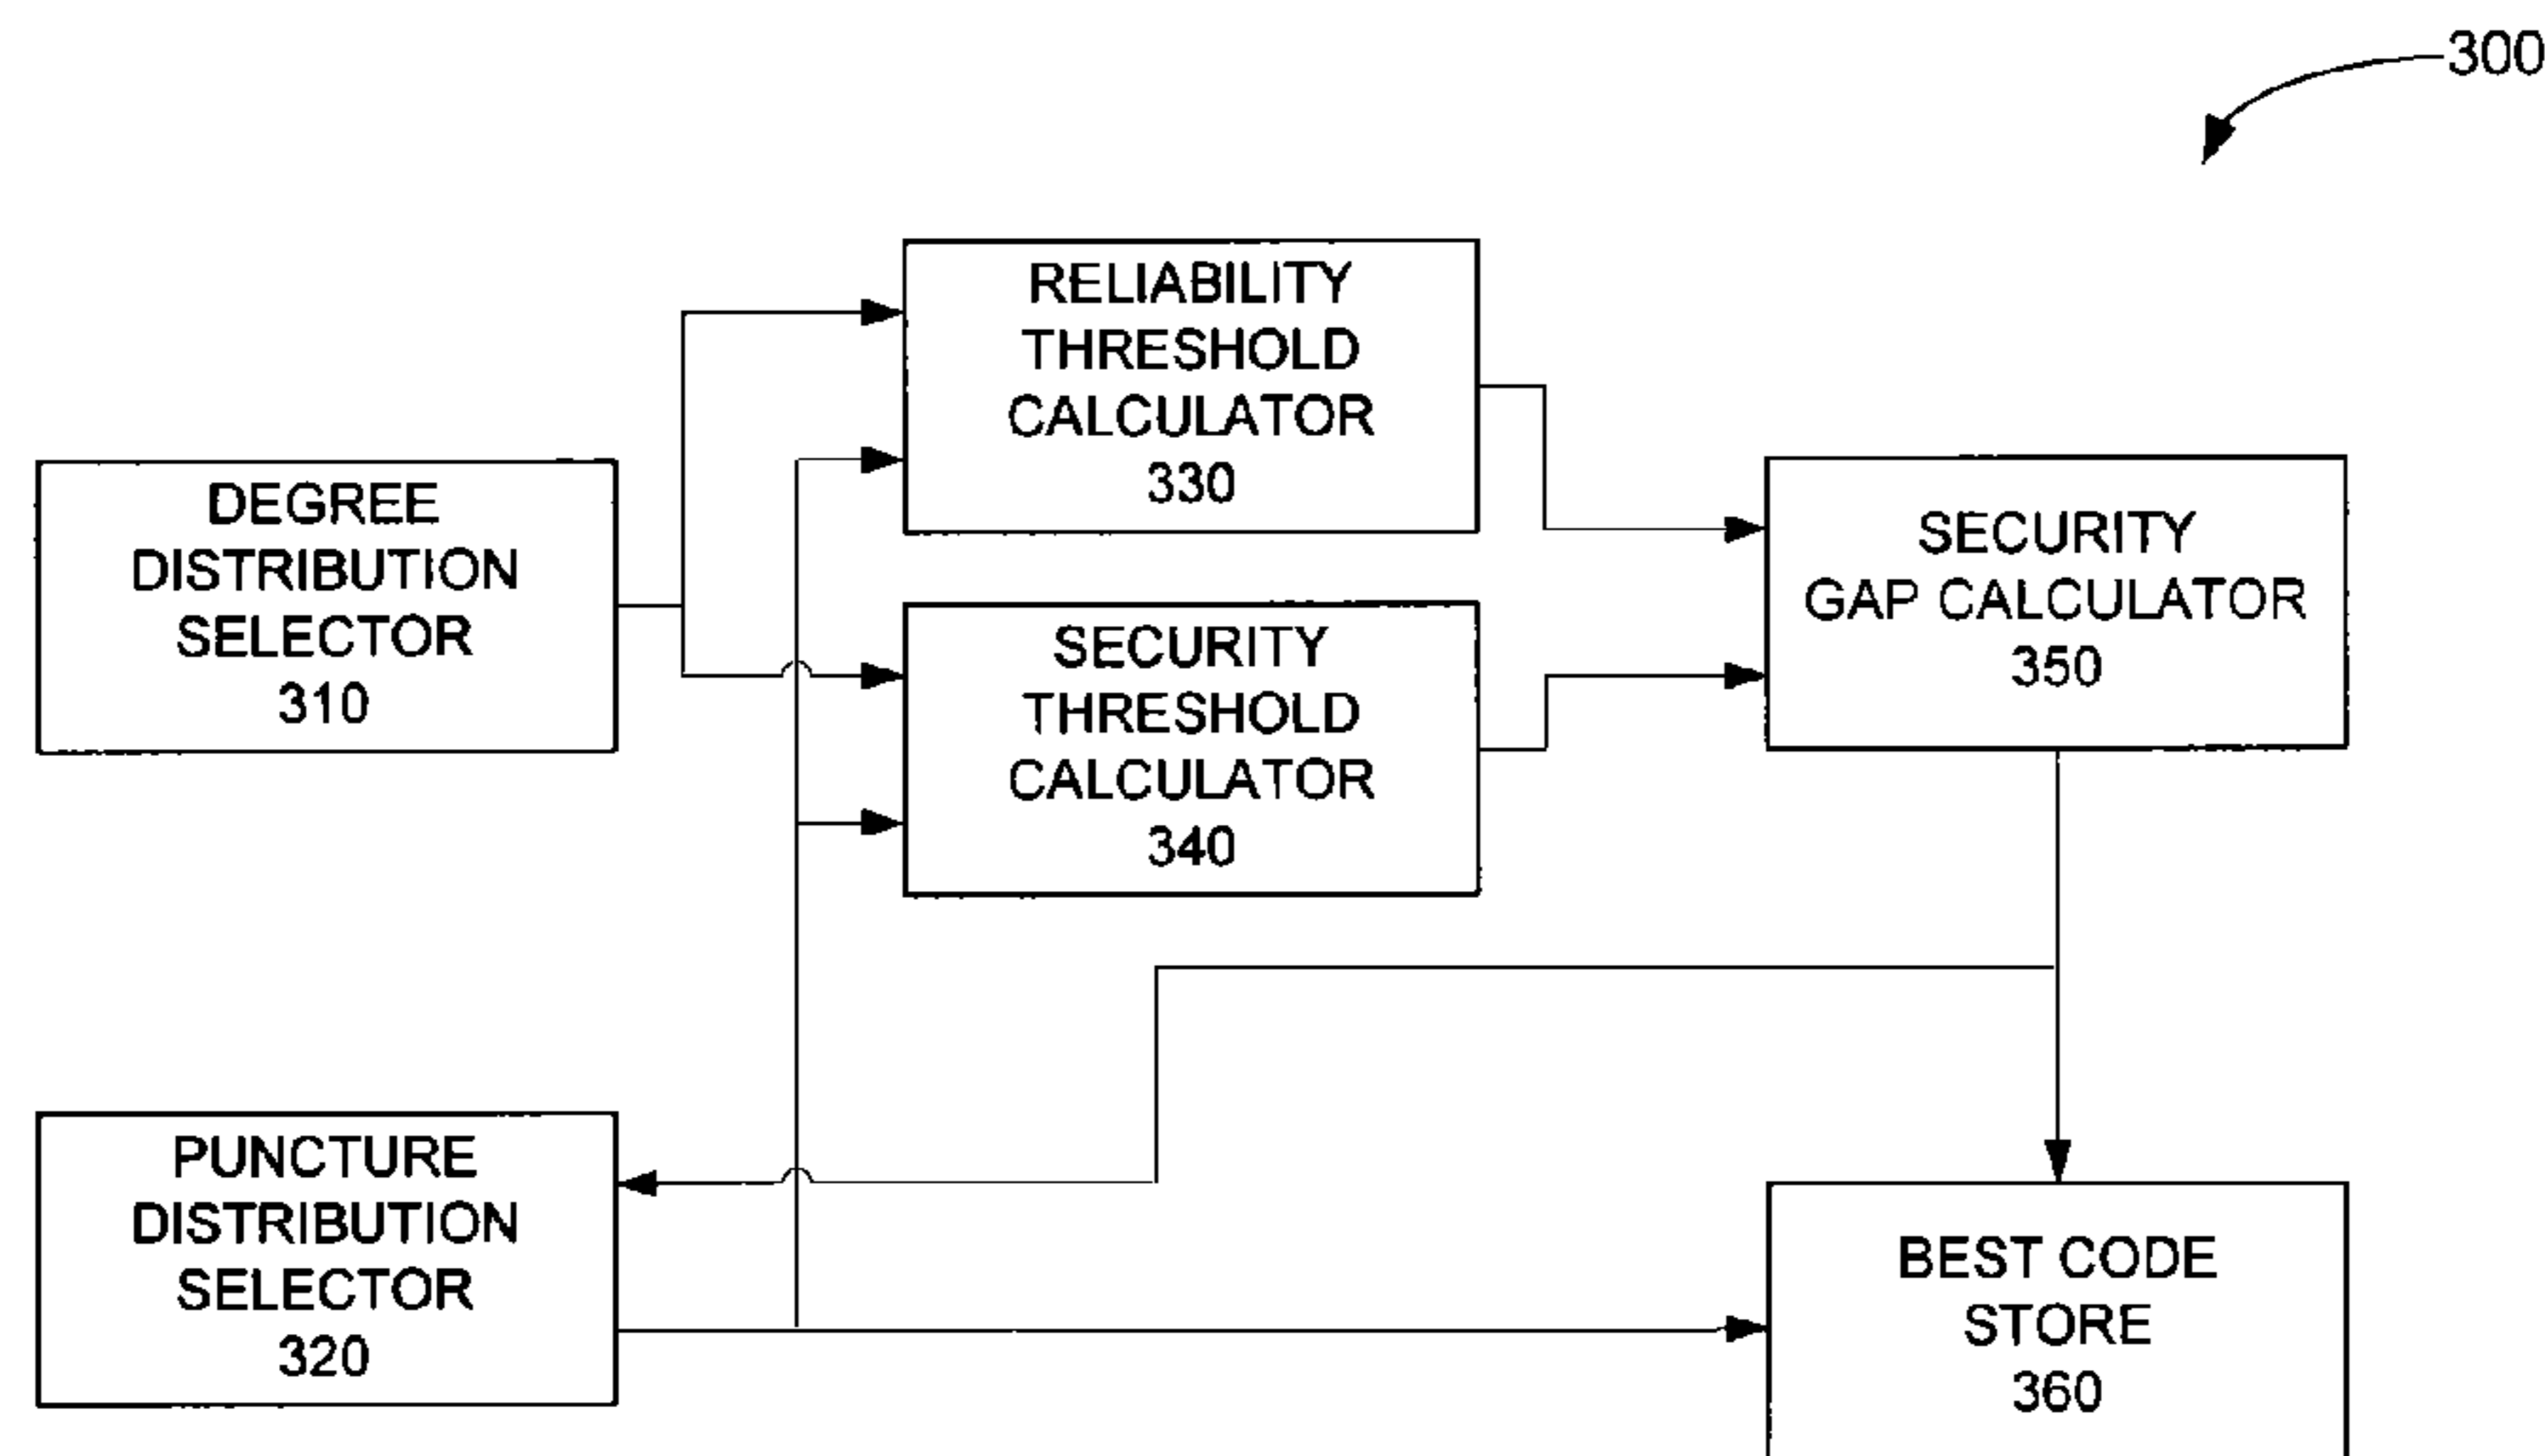 300
RELIABILITY
THRESHOLD
CALCULATOR
330
DEGREE
DISTRIBUTION
SELECTOR
310
SECURITY
GAP CALCULATOR
350
SECURITY
THRESHOLD
CALCULATOR
340
PUNCTURE
DISTRIBUTION
SELECTOR
320
BEST CODE
STORE
360